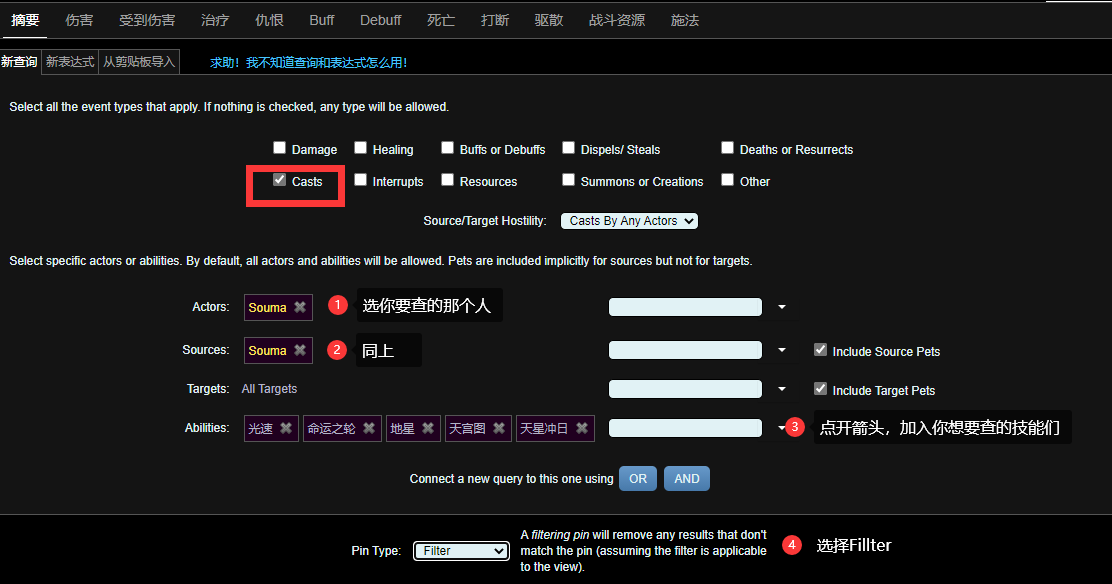 摘要 伤害 受到伤害 治疗 仇恨 Buff Debuff 死亡 打断 驱散 战斗资源 施法
新查询 新表达式 从剪贴板导入 求助！我不知道查询和表达式怎么用！
Select all the event types that apply. If nothing is checked, any type will be allowed.
Damage Healing Buffs or Debuffs Dispels/ Steals Deaths or Resurrects
Casts Interrupts Resources Summons or Creations Other
Source/Target Hostility: Casts By Any Actors
Select specific actors or abilities. By default, all actors and abilities will be allowed. Pets are included implicitly for sources but not for targets.
Actors: Souma 1 选你要查的那个人
Sources: Souma 2 同上 Include Source Pets
Targets: All Targets Include Target Pets
Abilities: 光速 命运之轮 地星 天宫图 天星冲日 3 点开箭头，加入你想要查的技能们
Connect a new query to this one using OR AND
A filtering pin will remove any results that don't
Pin Type: Filter match the pin (assuming the filter is applicable 4 选择Fillter
to the view).